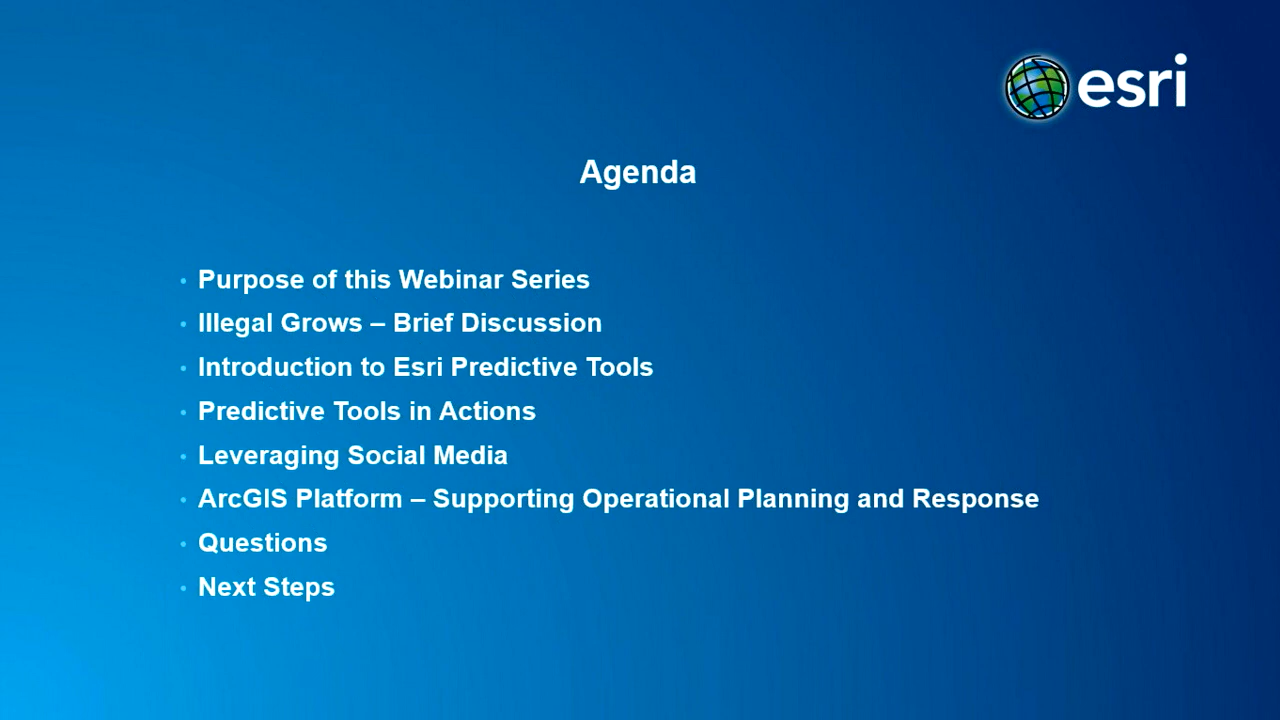 esri
Agenda
• Purpose of this Webinar Series
• Illegal Grows – Brief Discussion
• Introduction to Esri Predictive Tools
• Predictive Tools in Actions
• Leveraging Social Media
• ArcGIS Platform – Supporting Operational Planning and Response
• Questions
• Next Steps